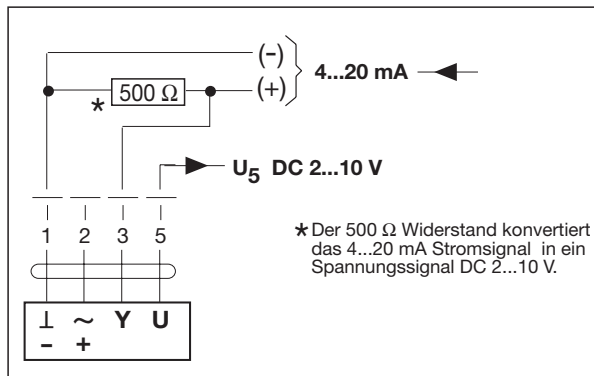 (-)
4...20 mA
* 500 Ω (+)
U5 DC 2...10 V
1 2 3 5
* Der 500 Ω Widerstand konvertiert
das 4...20 mA Stromsignal in ein
Spannungssignal DC 2...10 V.
⊥ ~ Y U
– +